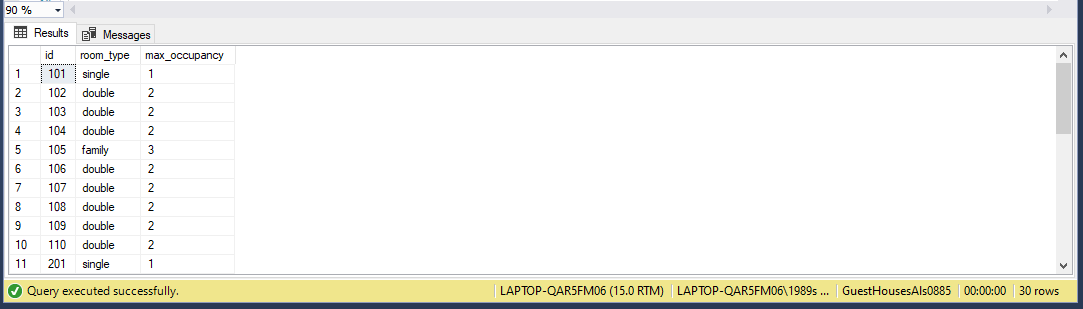 90 %
Results Messages
id room_type max_occupancy
1 101 single 1
2 102 double 2
3 103 double 2
4 104 double 2
5 105 family 3
6 106 double 2
7 107 double 2
8 108 double 2
9 109 double 2
10 110 double 2
11 201 single 1
Query executed successfully. LAPTOP-QAR5FM06 (15.0 RTM) LAPTOP-QAR5FM06\1989s ... GuestHousesAls0885 00:00:00 30 rows